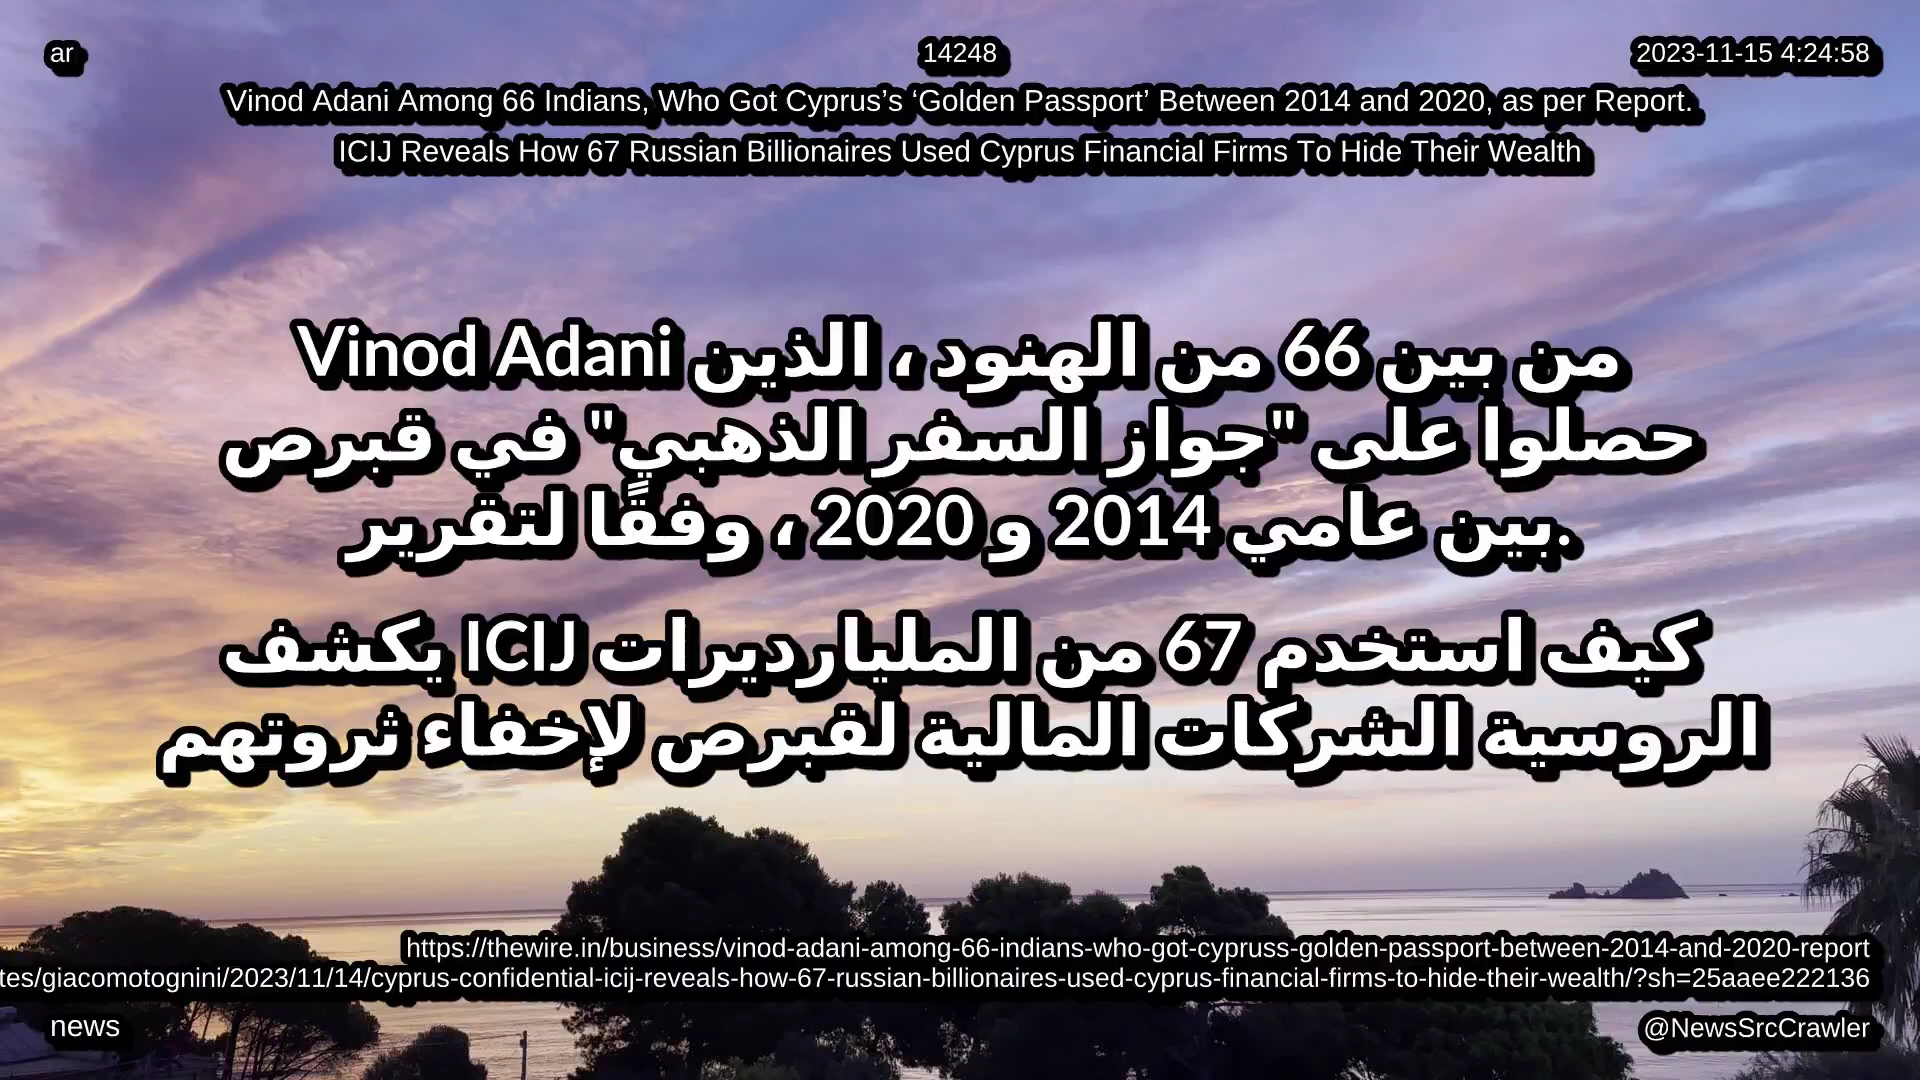 ar
14248
2023-11-15 4:24:58
Vinod Adani Among 66 Indians, Who Got Cyprus’s ‘Golden Passport’ Between 2014 and 2020, as per Report.
ICIJ Reveals How 67 Russian Billionaires Used Cyprus Financial Firms To Hide Their Wealth
Vinod Adani من بين 66 من الهنود ، الذين
حصلوا على "جواز السفر الذهبي" في قبرص
بين عامي 2014 و 2020 ، وفقًا لتقرير.
يكشف ICIJ كيف استخدم 67 من المليارديرات
الروسية الشركات المالية لقبرص لإخفاء ثروتهم
https://thewire.in/business/vinod-adani-among-66-indians-who-got-cypruss-golden-passport-between-2014-and-2020-report
tes/giacomotognini/2023/11/14/cyprus-confidential-icij-reveals-how-67-russian-billionaires-used-cyprus-financial-firms-to-hide-their-wealth/?sh=25aaee222136
news
@NewsSrcCrawler